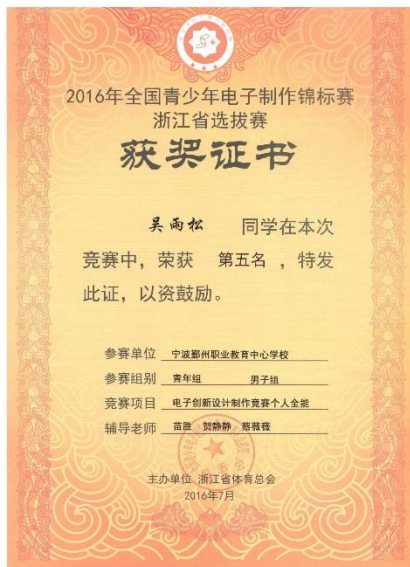 2016年全国青少年电子制作锦标赛
浙江省选拔赛
获奖证书
吴雨松 同学在本次
竞赛中，荣获 第五名 ，特发
此证，以资鼓励。
参赛单位 宁波鄞州职业教育中心学校
参赛组别 青年组 男子组
竞赛项目 电子创新设计制作竞赛个人全能
辅导老师 苗胜 贺静静 蔡薇薇
主办单位 浙江省体育总会
2016年7月